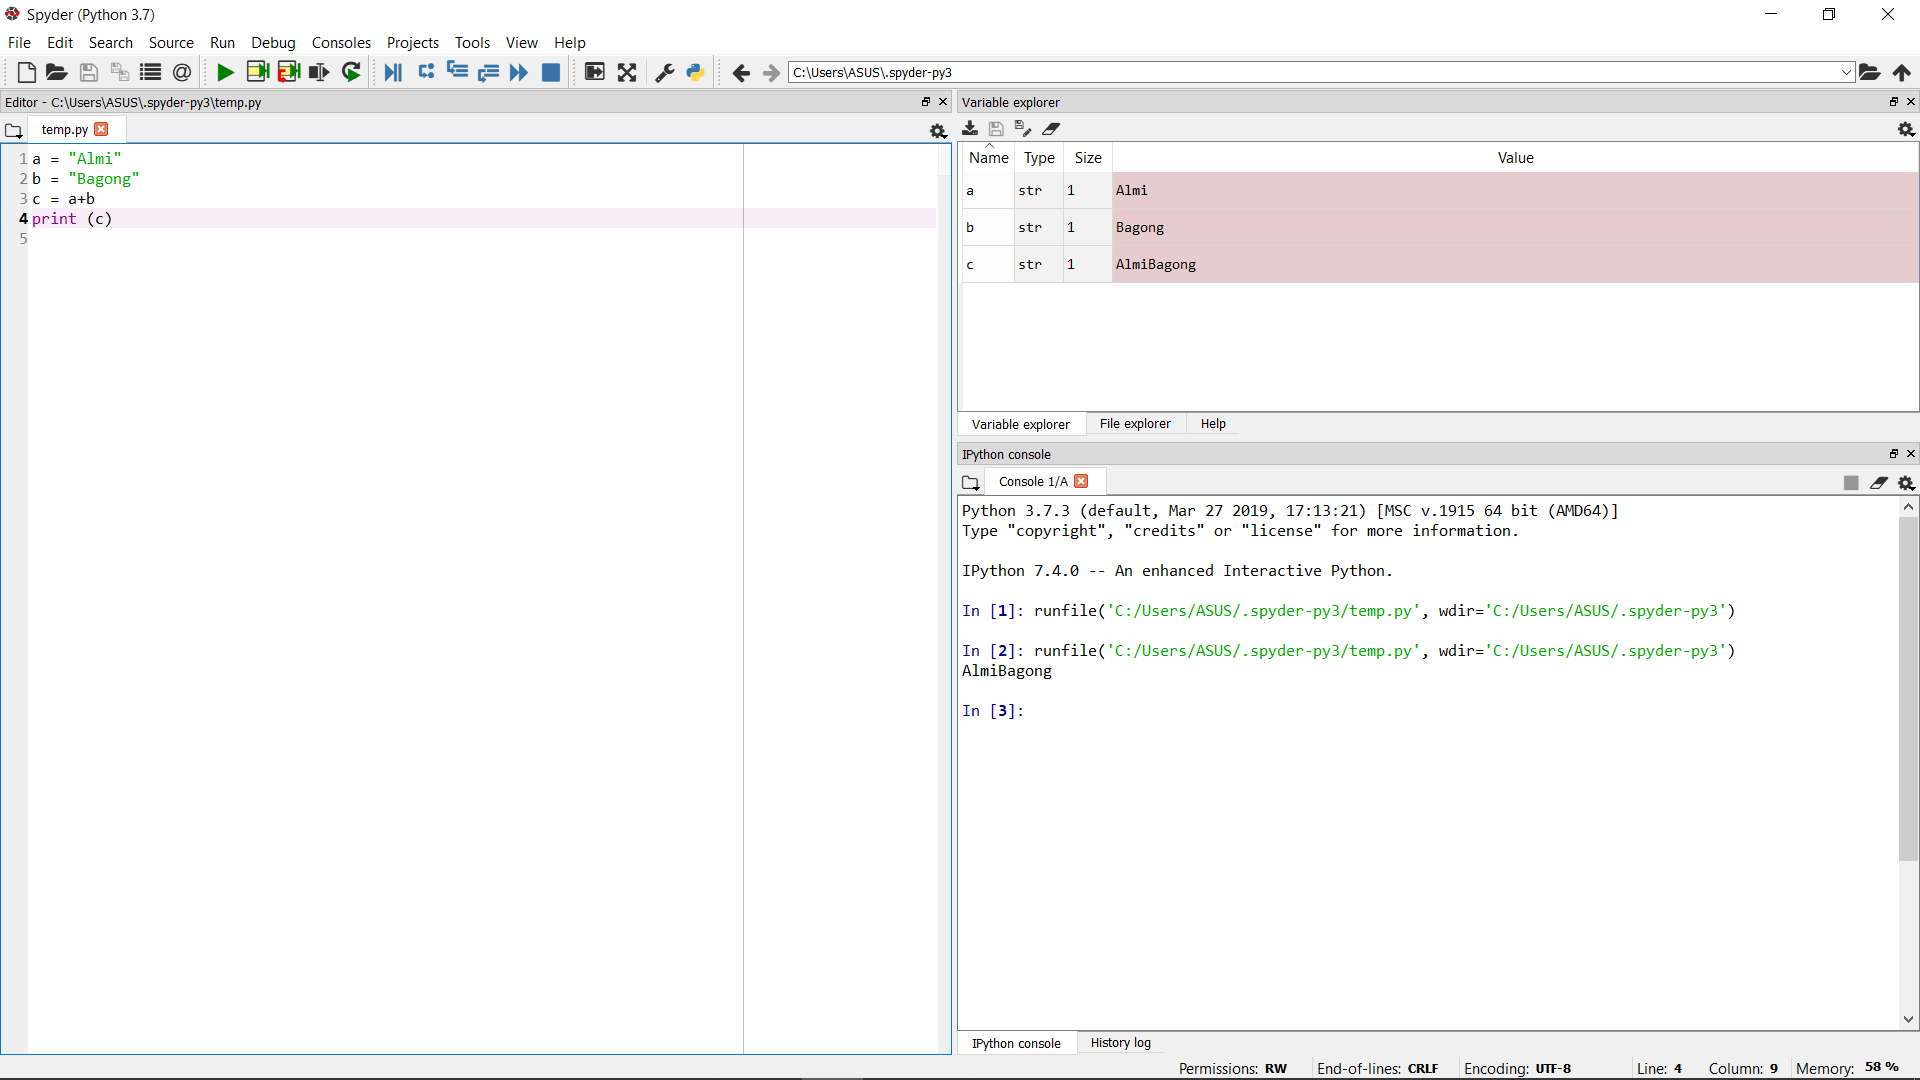 Spyder (Python 3.7)
File Edit Search Source Run Debug Consoles Projects Tools View Help
C:\Users\ASUS\.spyder-py3
Editor - C:\Users\ASUS\.spyder-py3\temp.py
temp.py
1 a = "Almi"
2 b = "Bagong"
3 c = a+b
4 print (c)
5
Variable explorer
Name Type Size Value
a str 1 Almi
b str 1 Bagong
c str 1 AlmiBagong
Variable explorer File explorer Help
IPython console
Console 1/A
Python 3.7.3 (default, Mar 27 2019, 17:13:21) [MSC v.1915 64 bit (AMD64)]
Type "copyright", "credits" or "license" for more information.
IPython 7.4.0 -- An enhanced Interactive Python.
In [1]: runfile('C:/Users/ASUS/.spyder-py3/temp.py', wdir='C:/Users/ASUS/.spyder-py3')
In [2]: runfile('C:/Users/ASUS/.spyder-py3/temp.py', wdir='C:/Users/ASUS/.spyder-py3')
AlmiBagong
In [3]:
IPython console History log
Permissions: RW End-of-lines: CRLF Encoding: UTF-8 Line: 4 Column: 9 Memory: 58 %